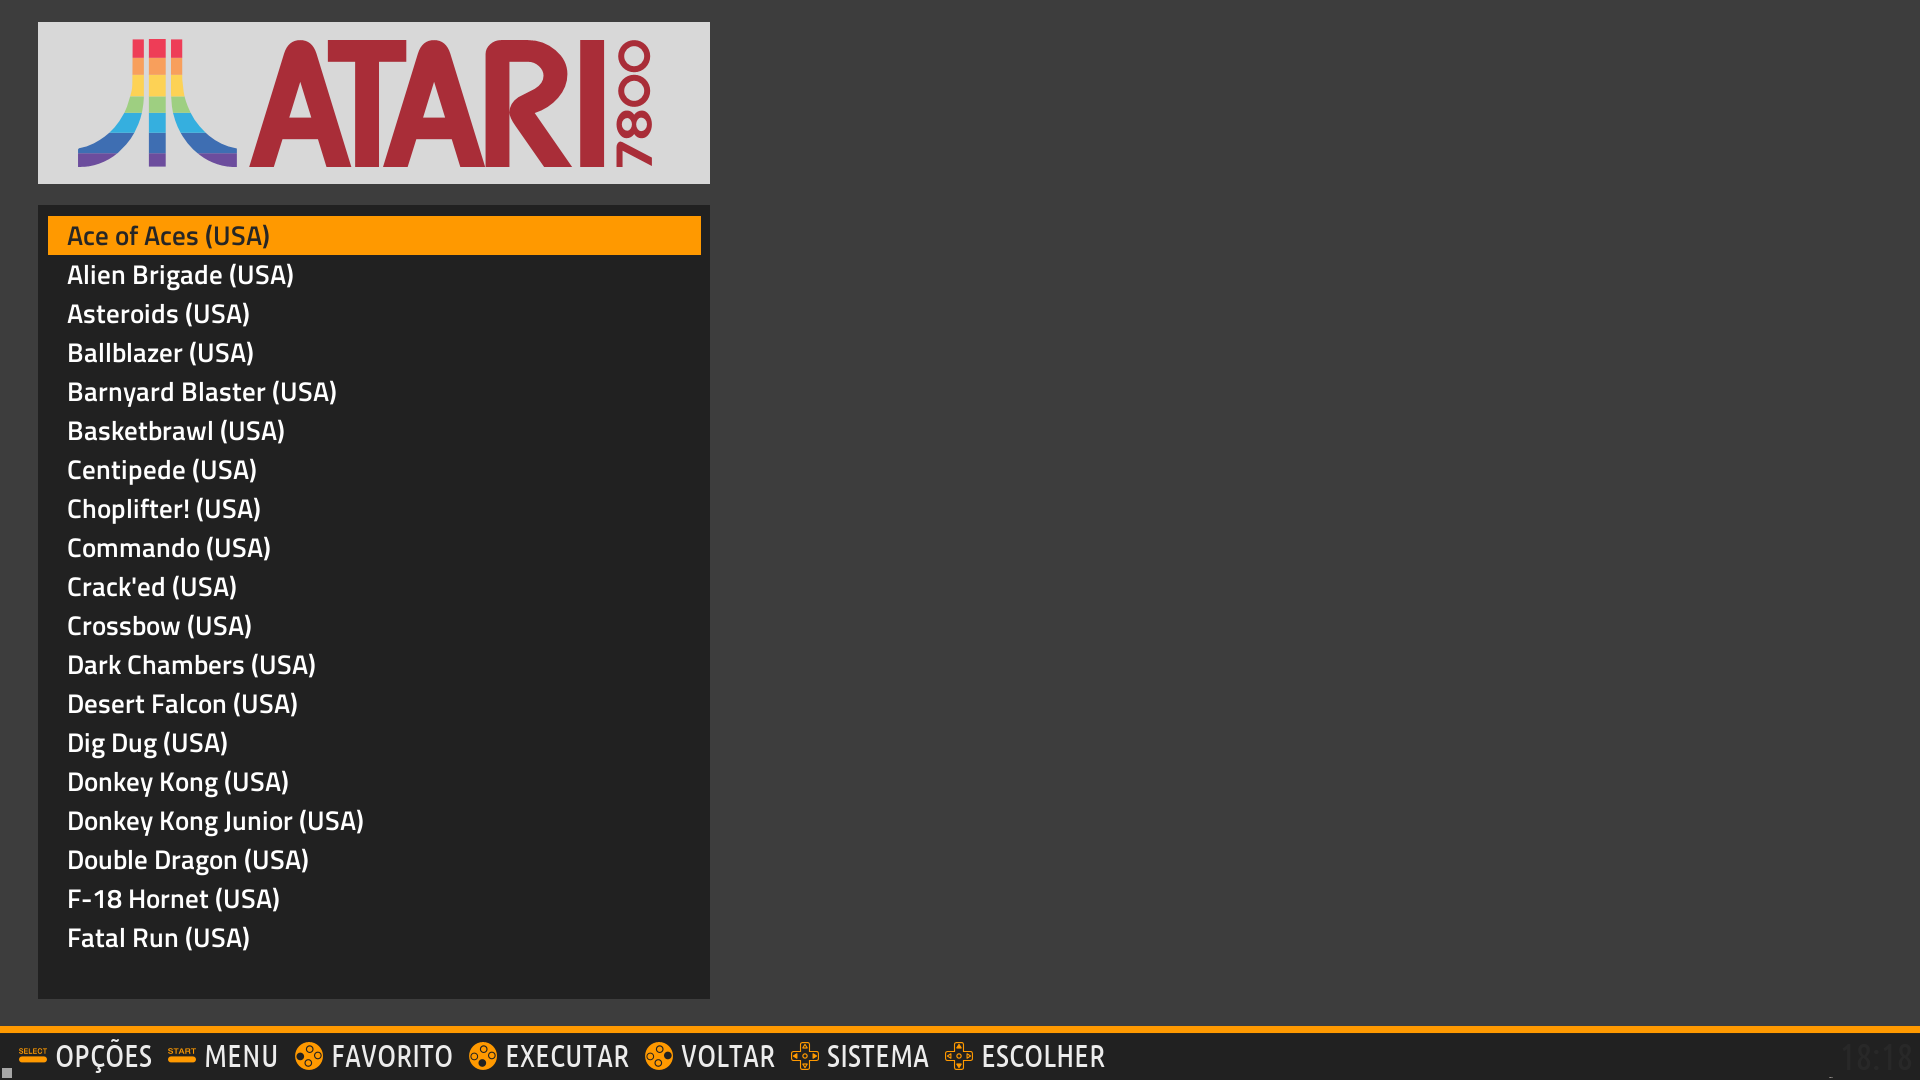 ATARI 7800
Ace of Aces (USA)
Alien Brigade (USA)
Asteroids (USA)
Ballblazer (USA)
Barnyard Blaster (USA)
Basketbrawl (USA)
Centipede (USA)
Choplifter! (USA)
Commando (USA)
Crack'ed (USA)
Crossbow (USA)
Dark Chambers (USA)
Desert Falcon (USA)
Dig Dug (USA)
Donkey Kong (USA)
Donkey Kong Junior (USA)
Double Dragon (USA)
F-18 Hornet (USA)
Fatal Run (USA)
SELECT OPÇÕES START MENU FAVORITO EXECUTAR VOLTAR SISTEMA ESCOLHER 18:18